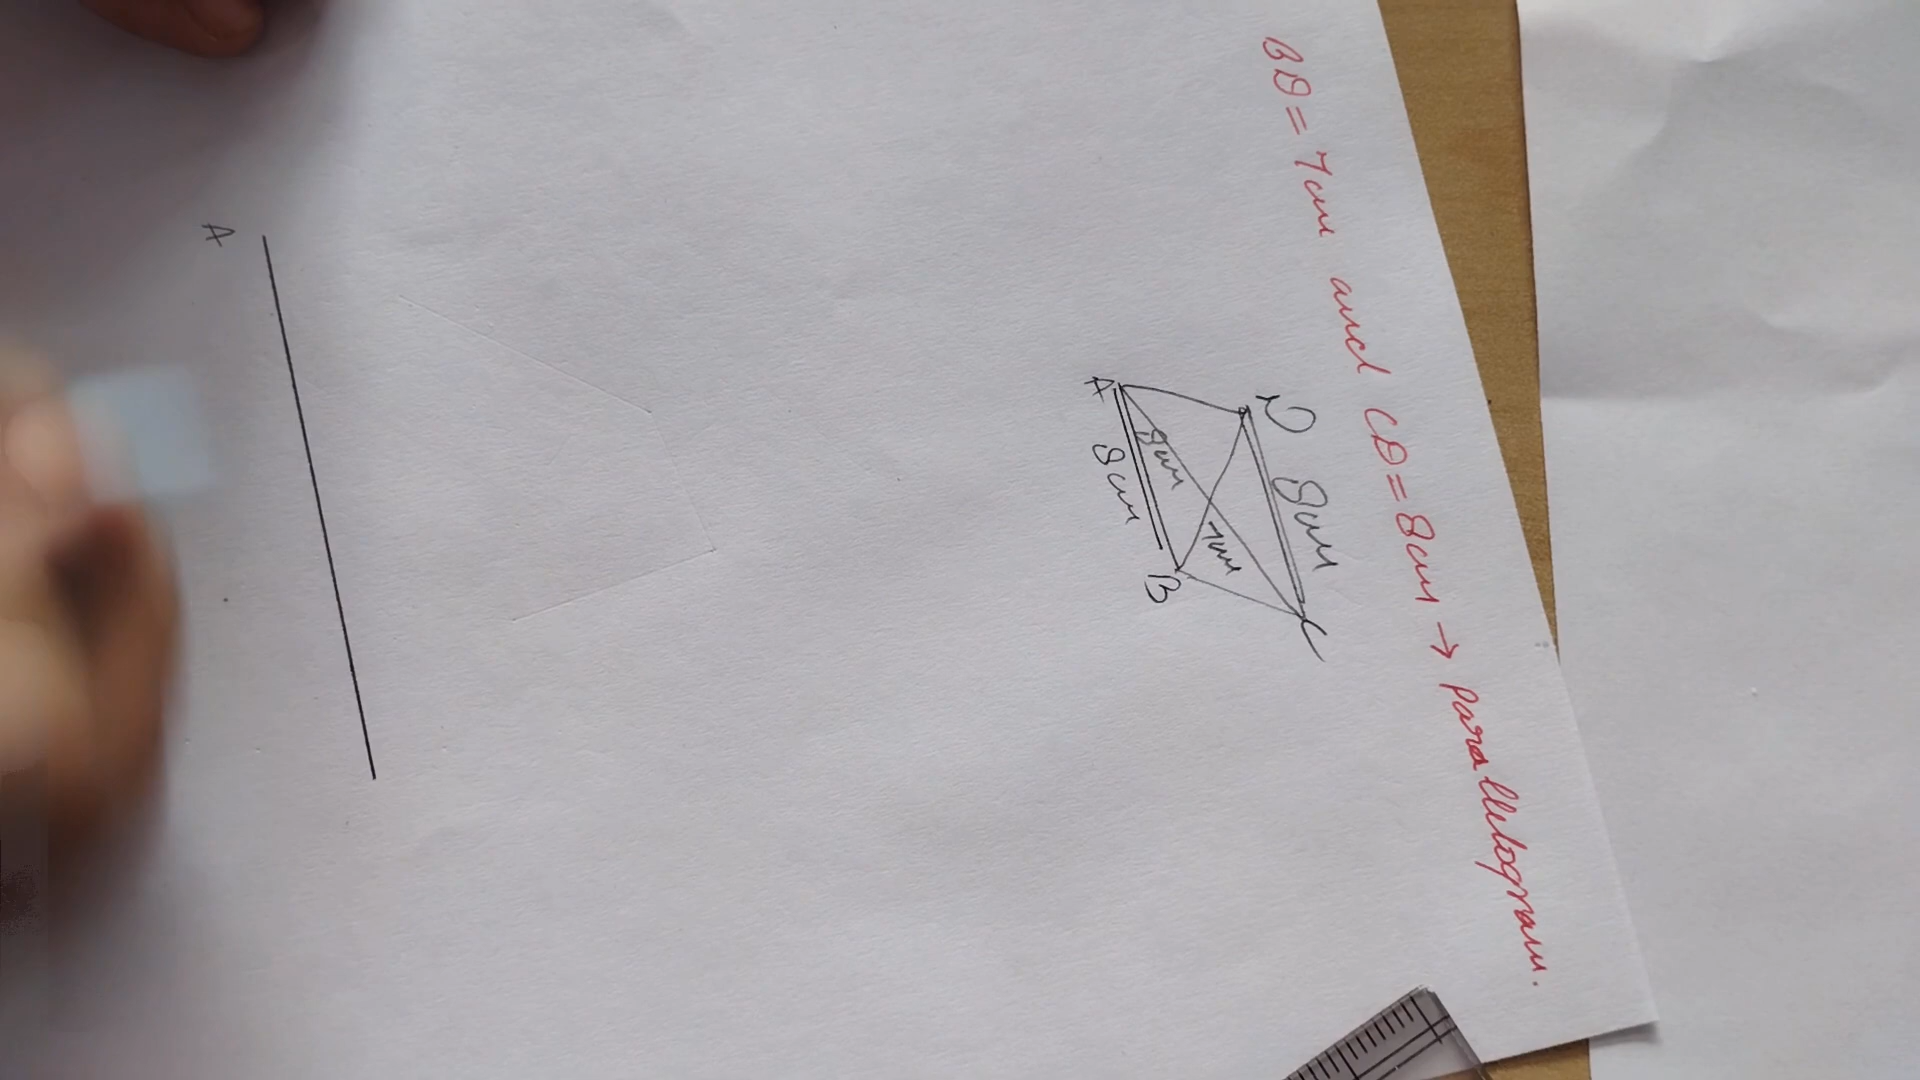 BD = 7cm and CD = 8cm → parallelogram.
D
8cm
C
A
8cm
7cm
8cm
B
A